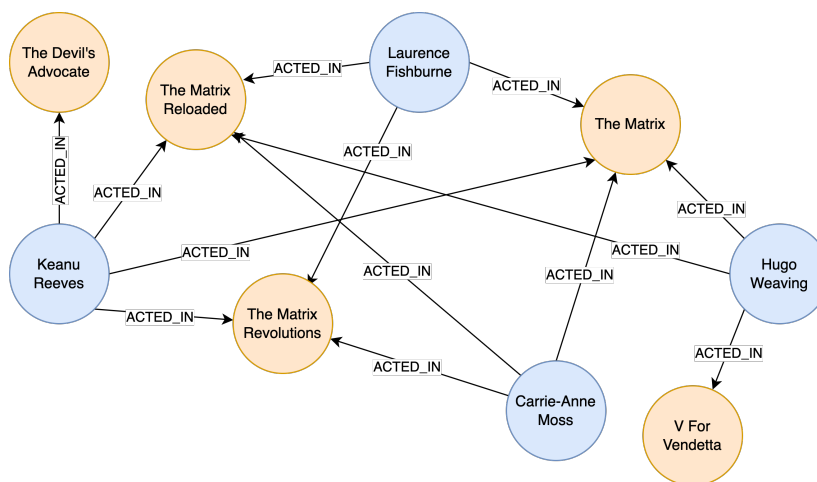 The Devil's
Advocate
The Matrix
Reloaded
Laurence
Fishburne
The Matrix
Keanu
Reeves
The Matrix
Revolutions
Carrie-Anne
Moss
Hugo
Weaving
V For
Vendetta
ACTED_IN
ACTED_IN
ACTED_IN
ACTED_IN
ACTED_IN
ACTED_IN
ACTED_IN
ACTED_IN
ACTED_IN
ACTED_IN
ACTED_IN
ACTED_IN
ACTED_IN